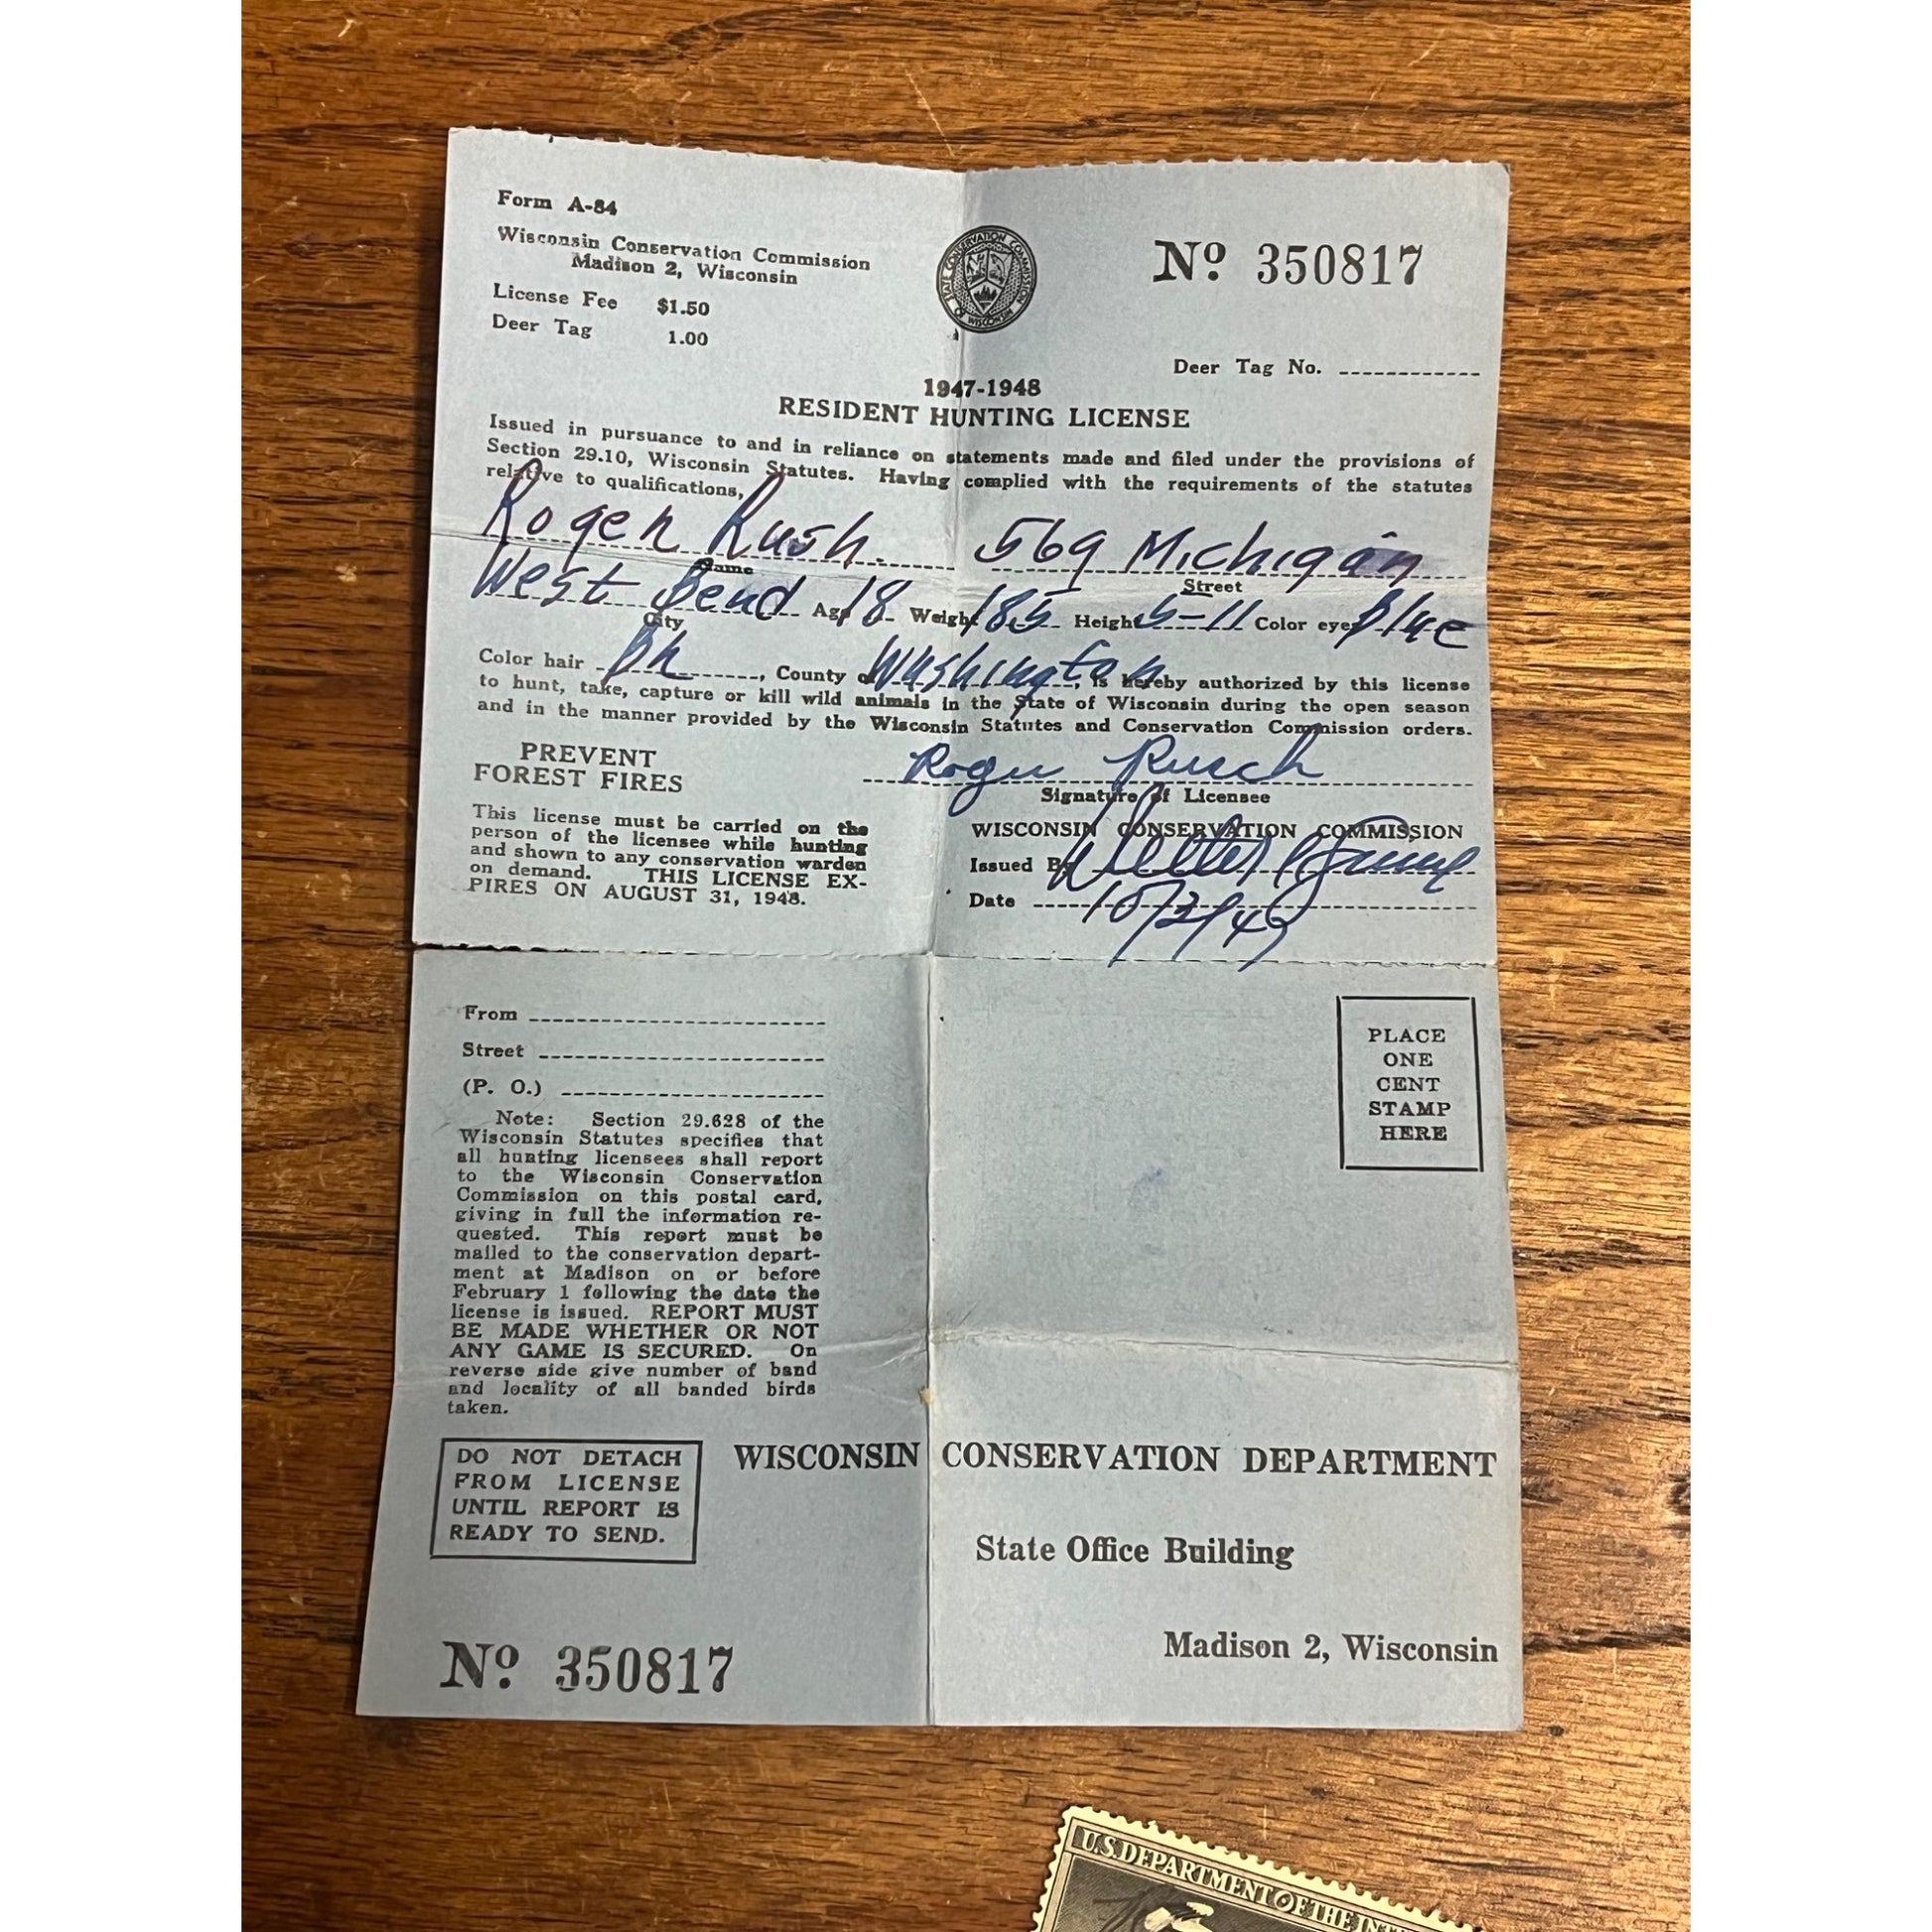 Form A-84
Wisconsin Conservation Commission
Madison 2, Wisconsin
License Fee $1.50
Deer Tag 1.00
STATE CONSERVATION COMMISSION OF WISCONSIN
Nº 350817
Deer Tag No.
1947-1948
RESIDENT HUNTING LICENSE
Issued in pursuance to and in reliance on statements made and filed under the provisions of
Section 29.10, Wisconsin Statutes. Having complied with the requirements of the statutes
relative to qualifications,
Roger Rush 569 Michigan
Name Street
West Bend Age 18 Weight 185 Height 5-11 Color eyes Blue
City
Color hair Bn, County of Washington, is hereby authorized by this license
to hunt, take, capture or kill wild animals in the State of Wisconsin during the open season
and in the manner provided by the Wisconsin Statutes and Conservation Commission orders.
PREVENT
FOREST FIRES
Roger Rusch
Signature of Licensee
This license must be carried on the
person of the licensee while hunting
and shown to any conservation warden
on demand. THIS LICENSE EX-
PIRES ON AUGUST 31, 1948.
WISCONSIN CONSERVATION COMMISSION
Issued By
Date 10/2/47
From
Street
(P. O.)
Note: Section 29.628 of the
Wisconsin Statutes specifies that
all hunting licensees shall report
to the Wisconsin Conservation
Commission on this postal card,
giving in full the information re-
quested. This report must be
mailed to the conservation depart-
ment at Madison on or before
February 1 following the date the
license is issued. REPORT MUST
BE MADE WHETHER OR NOT
ANY GAME IS SECURED. On
reverse side give number of band
and locality of all banded birds
taken.
PLACE
ONE
CENT
STAMP
HERE
DO NOT DETACH
FROM LICENSE
UNTIL REPORT IS
READY TO SEND.
WISCONSIN CONSERVATION DEPARTMENT
State Office Building
Madison 2, Wisconsin
Nº 350817
U.S. DEPARTMENT OF THE